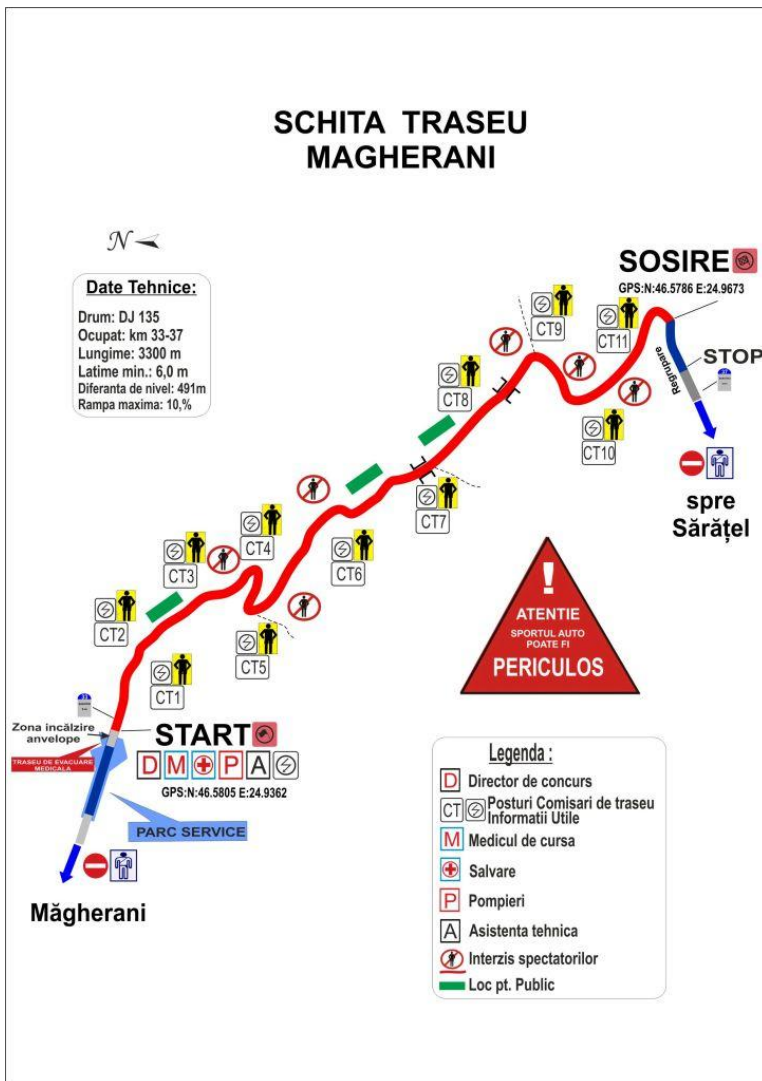 SCHITA TRASEU
MAGHERANI
N
Date Tehnice:
Drum: DJ 135
Ocupat: km 33-37
Lungime: 3300 m
Latime min.: 6,0 m
Diferanta de nivel: 491m
Rampa maxima: 10,%
SOSIRE
GPS:N:46.5786 E:24.9673
CT9
CT11
STOP
Regrupare
CT8
CT10
spre
Sărățel
CT7
CT4
CT3
CT6
CT2
CT5
CT1
!
ATENTIE
SPORTUL AUTO
POATE FI
PERICULOS
Zona incălzire
anvelope
START
TRASEU DE EVACUARE
MEDICALA
D M P A
GPS:N:46.5805 E:24.9362
PARC SERVICE
Măgherani
Legenda :
D Director de concurs
CT Posturi Comisari de traseu
Informatii Utile
M Medicul de cursa
Salvare
P Pompieri
A Asistenta tehnica
Interzis spectatorilor
Loc pt. Public